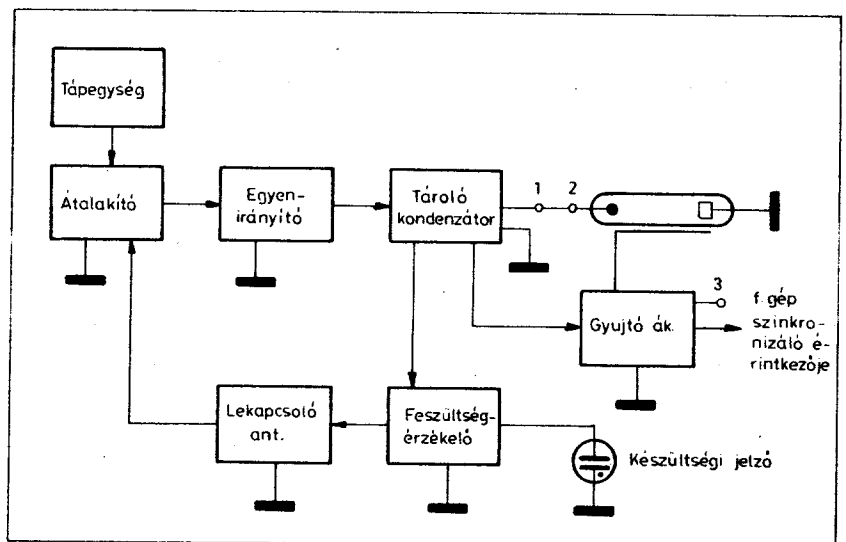 Tápegység
Átalakító
Egyen-
irányító
Tároló
kondenzátor
1
2
3
Gyujtó ák.
f. gép
szinkro-
nizáló é-
rintkezője
Lekapcsoló
ant.
Feszültség-
érzékelő
Készültségi jelző